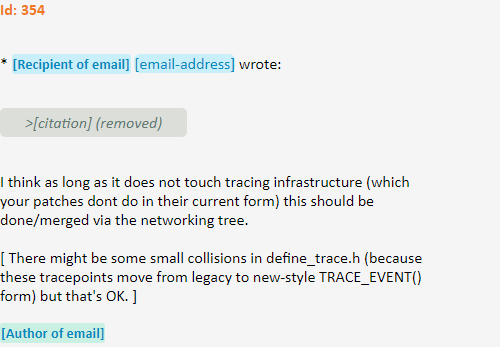 Id: 354
* [Recipient of email] [email-address] wrote:
>[citation] (removed)
I think as long as it does not touch tracing infrastructure (which
your patches dont do in their current form) this should be
done/merged via the networking tree.
[ There might be some small collisions in define_trace.h (because
these tracepoints move from legacy to new-style TRACE_EVENT()
form) but that's OK. ]
[Author of email]